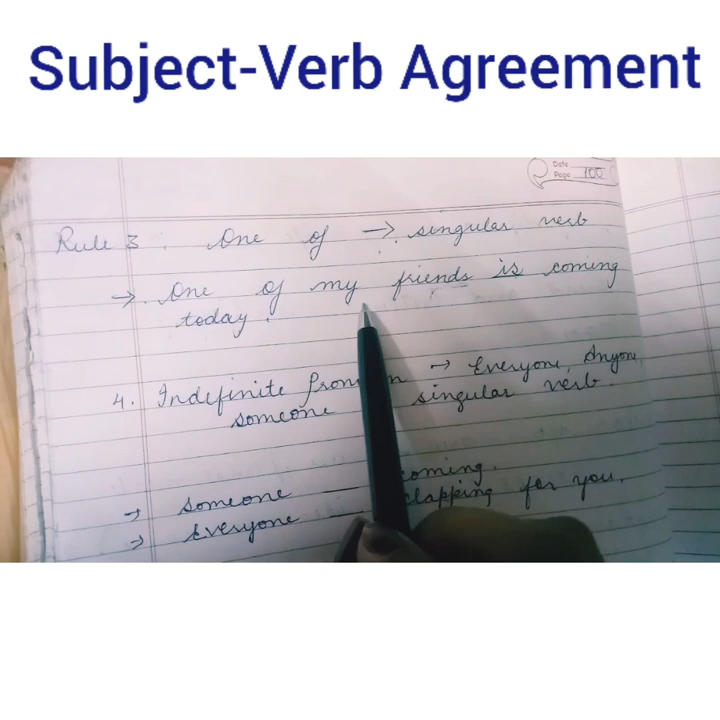 Subject-Verb Agreement
Date
Page 100
Rule 3. One of → singular verb
→ One of my friends is coming
today.
4. Indefinite → Everyone, Anyone,
someone singular verb.
→ someone coming.
→ Everyone clapping for you.